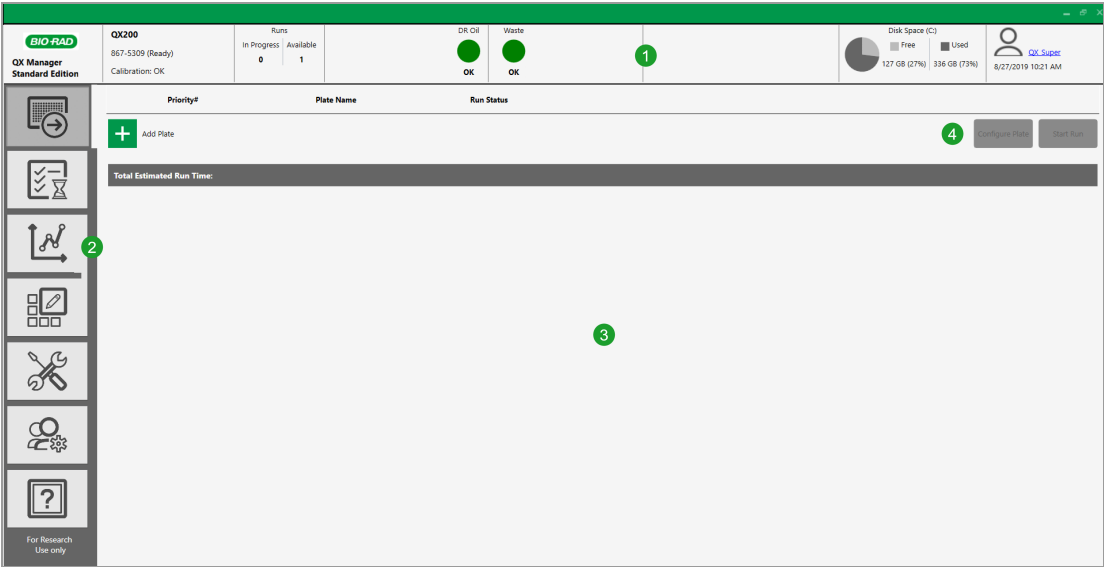 BIO-RAD
QX Manager
Standard Edition
QX200
867-5309 (Ready)
Calibration: OK
Runs
In Progress Available
0 1
DR Oil
OK
Waste
OK
1
Disk Space (C:)
Free Used
127 GB (27%) 336 GB (73%)
QX Super
8/27/2019 10:21 AM
Priority# Plate Name Run Status
+ Add Plate
4
Configure Plate
Start Run
Total Estimated Run Time:
2
3
?
For Research
Use only